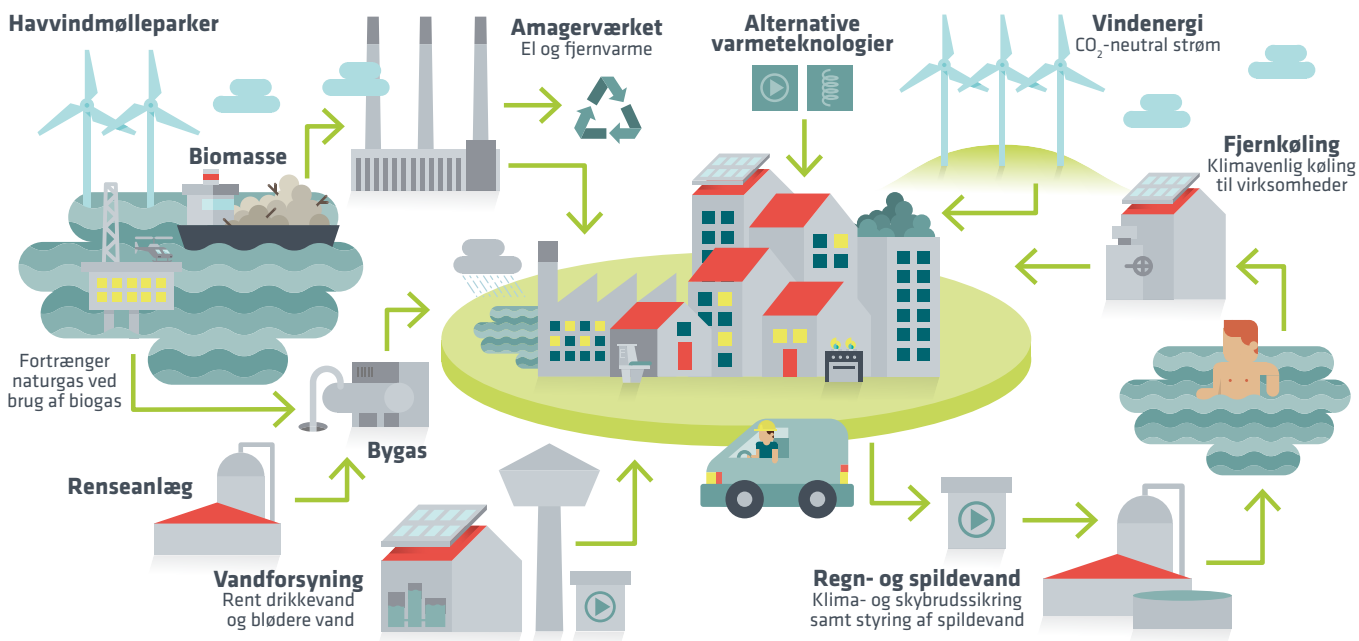 Havvindmølleparker
Amagerværket
El og fjernvarme
Alternative
varmeteknologier
Vindenergi
CO₂-neutral strøm
Biomasse
Fjernkøling
Klimavenlig køling
til virksomheder
Fortrænger
naturgas ved
brug af biogas
Bygas
Renseanlæg
Vandforsyning
Rent drikkevand
og blødere vand
Regn- og spildevand
Klima- og skybrudssikring
samt styring af spildevand